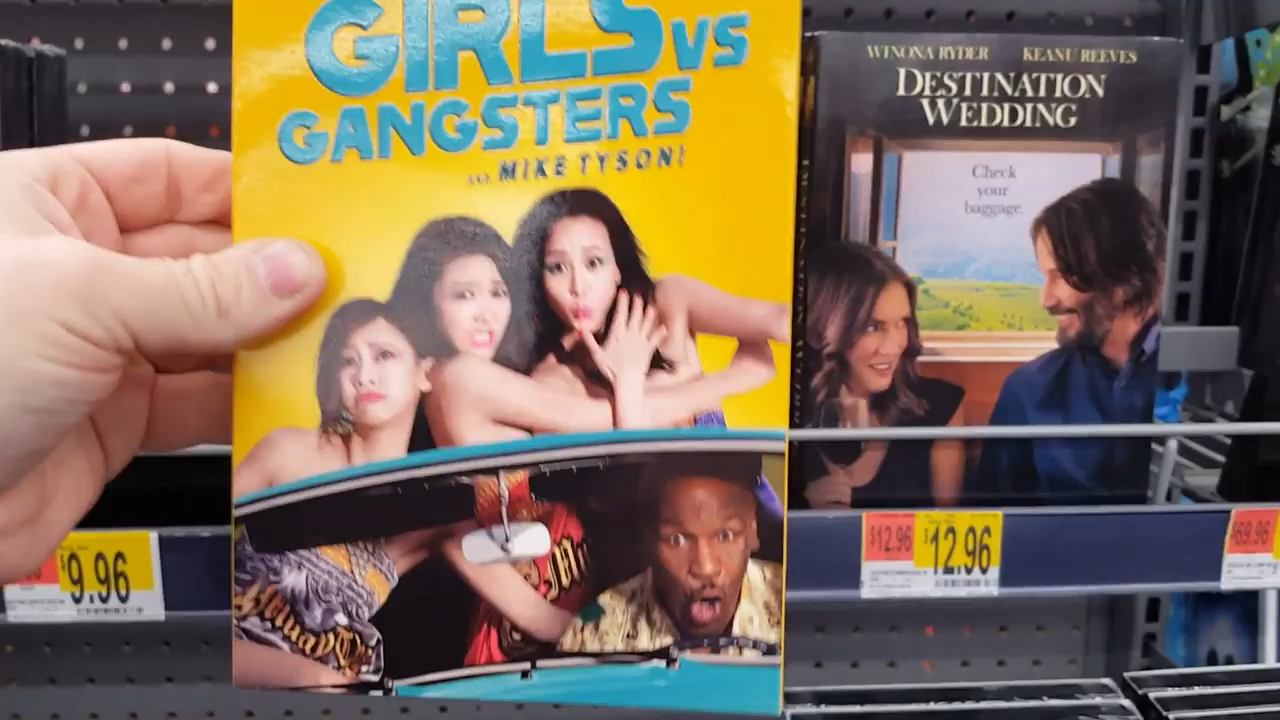 GIRLS VS
GANGSTERS
AND MIKE TYSON!
WINONA RYDER KEANU REEVES
DESTINATION
WEDDING
Check
your
baggage.
$9.96
$12.96 $12.96
$69.96